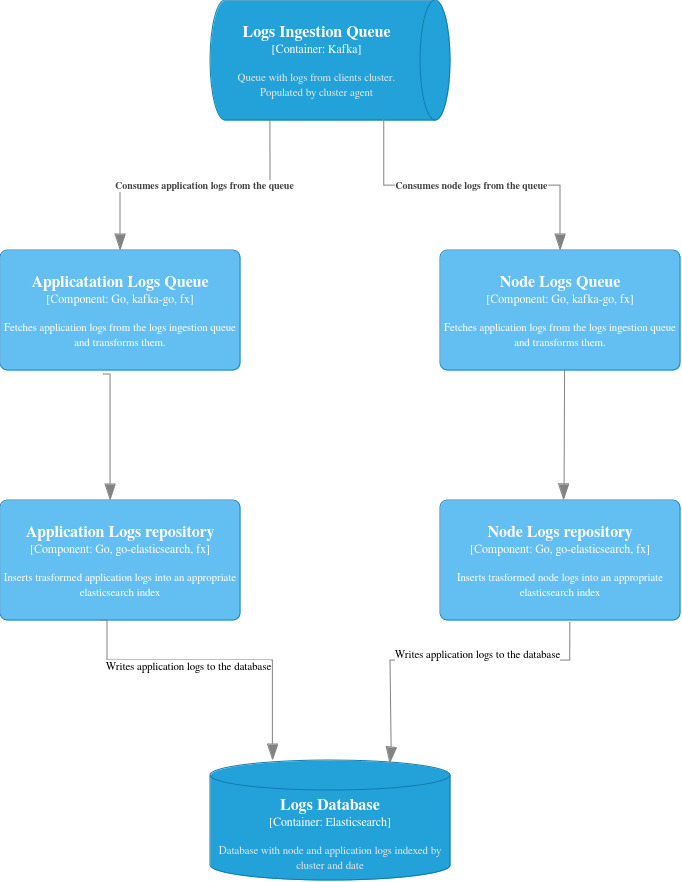 Logs Ingestion Queue
[Container: Kafka]
Queue with logs from clients cluster.
Populated by cluster agent
Consumes application logs from the queue
Consumes node logs from the queue
Applicatation Logs Queue
[Component: Go, kafka-go, fx]
Fetches application logs from the logs ingestion queue
and transforms them.
Node Logs Queue
[Component: Go, kafka-go, fx]
Fetches application logs from the logs ingestion queue
and transforms them.
Application Logs repository
[Component: Go, go-elasticsearch, fx]
Inserts trasformed application logs into an appropriate
elasticsearch index
Node Logs repository
[Component: Go, go-elasticsearch, fx]
Inserts trasformed node logs into an appropriate
elasticsearch index
Writes application logs to the database
Writes application logs to the database
Logs Database
[Container: Elasticsearch]
Database with node and application logs indexed by
cluster and date